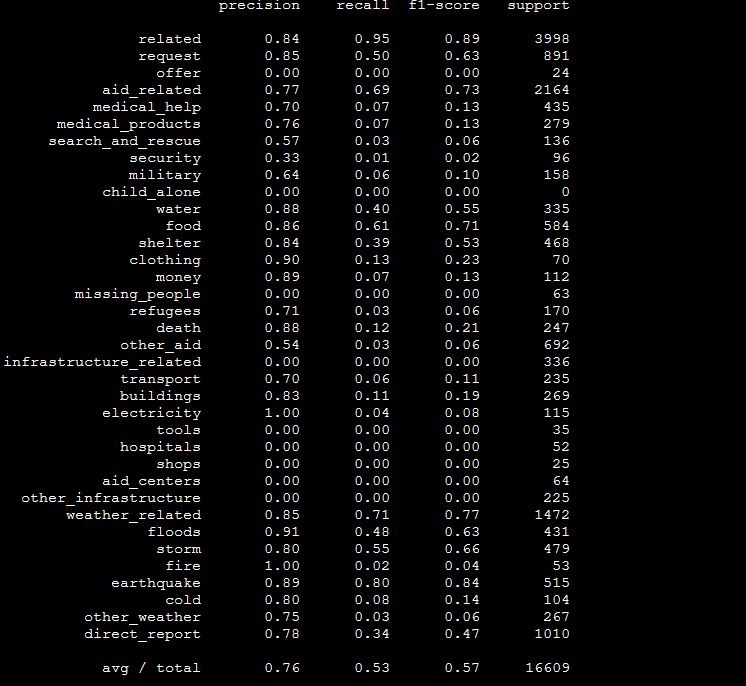 precision recall f1-score support
related 0.84 0.95 0.89 3998
request 0.85 0.50 0.63 891
offer 0.00 0.00 0.00 24
aid_related 0.77 0.69 0.73 2164
medical_help 0.70 0.07 0.13 435
medical_products 0.76 0.07 0.13 279
search_and_rescue 0.57 0.03 0.06 136
security 0.33 0.01 0.02 96
military 0.64 0.06 0.10 158
child_alone 0.00 0.00 0.00 0
water 0.88 0.40 0.55 335
food 0.86 0.61 0.71 584
shelter 0.84 0.39 0.53 468
clothing 0.90 0.13 0.23 70
money 0.89 0.07 0.13 112
missing_people 0.00 0.00 0.00 63
refugees 0.71 0.03 0.06 170
death 0.88 0.12 0.21 247
other_aid 0.54 0.03 0.06 692
infrastructure_related 0.00 0.00 0.00 336
transport 0.70 0.06 0.11 235
buildings 0.83 0.11 0.19 269
electricity 1.00 0.04 0.08 115
tools 0.00 0.00 0.00 35
hospitals 0.00 0.00 0.00 52
shops 0.00 0.00 0.00 25
aid_centers 0.00 0.00 0.00 64
other_infrastructure 0.00 0.00 0.00 225
weather_related 0.85 0.71 0.77 1472
floods 0.91 0.48 0.63 431
storm 0.80 0.55 0.66 479
fire 1.00 0.02 0.04 53
earthquake 0.89 0.80 0.84 515
cold 0.80 0.08 0.14 104
other_weather 0.75 0.03 0.06 267
direct_report 0.78 0.34 0.47 1010
avg / total 0.76 0.53 0.57 16609